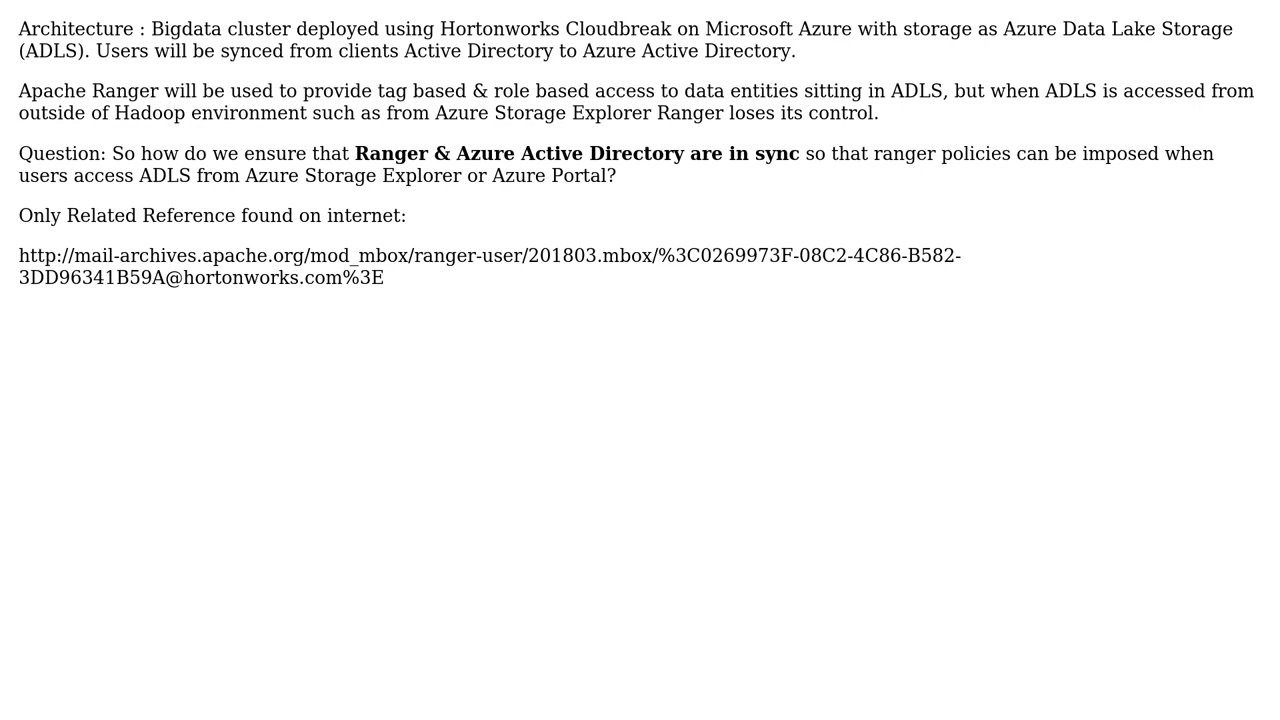 Architecture : Bigdata cluster deployed using Hortonworks Cloudbreak on Microsoft Azure with storage as Azure Data Lake Storage
(ADLS). Users will be synced from clients Active Directory to Azure Active Directory.
Apache Ranger will be used to provide tag based & role based access to data entities sitting in ADLS, but when ADLS is accessed from
outside of Hadoop environment such as from Azure Storage Explorer Ranger loses its control.
Question: So how do we ensure that Ranger & Azure Active Directory are in sync so that ranger policies can be imposed when
users access ADLS from Azure Storage Explorer or Azure Portal?
Only Related Reference found on internet:
http://mail-archives.apache.org/mod_mbox/ranger-user/201803.mbox/%3C0269973F-08C2-4C86-B582-
3DD96341B59A@hortonworks.com%3E